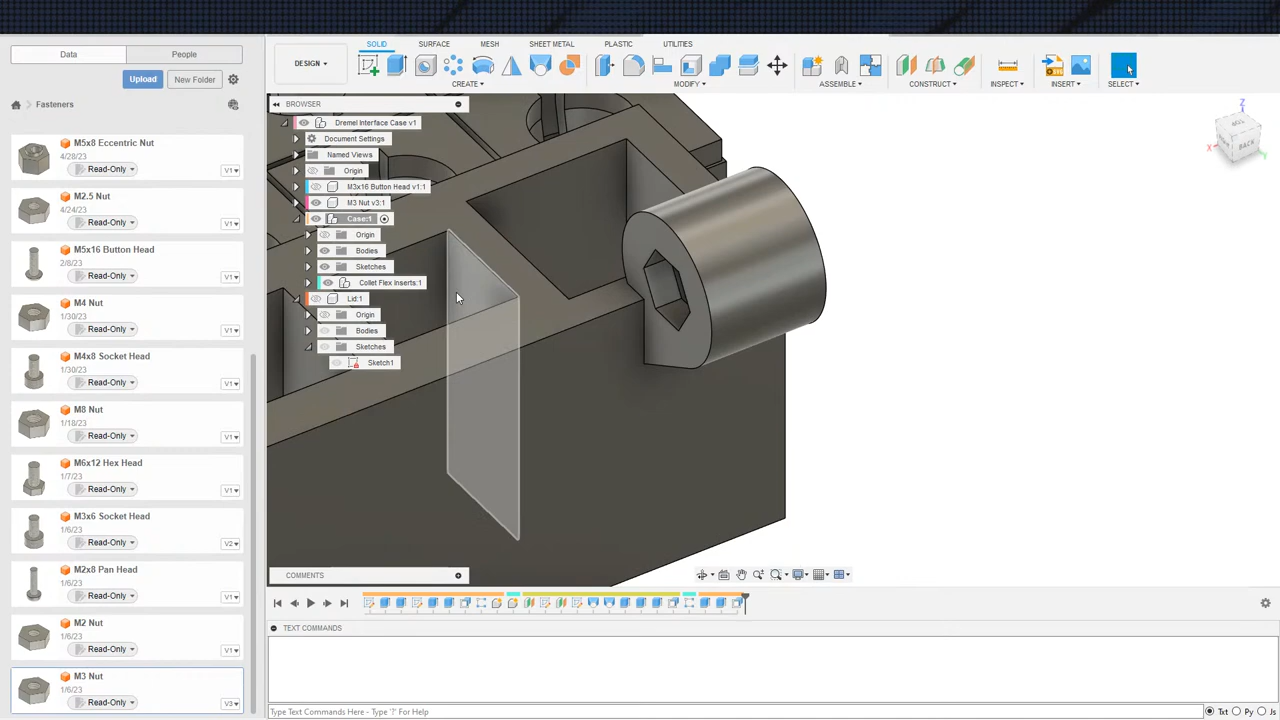 Data
People
Upload
New Folder
Fasteners
M5x8 Eccentric Nut
4/28/23
Read-Only
V1
M2.5 Nut
4/24/23
Read-Only
V1
M5x16 Button Head
2/8/23
Read-Only
V1
M4 Nut
1/30/23
Read-Only
V1
M4x8 Socket Head
1/30/23
Read-Only
V1
M8 Nut
1/18/23
Read-Only
V1
M6x12 Hex Head
1/7/23
Read-Only
V1
M3x6 Socket Head
1/6/23
Read-Only
V2
M2x8 Pan Head
1/6/23
Read-Only
V1
M2 Nut
1/6/23
Read-Only
V1
M3 Nut
1/6/23
Read-Only
V3
SOLID
SURFACE
MESH
SHEET METAL
PLASTIC
UTILITIES
DESIGN
CREATE
MODIFY
ASSEMBLE
CONSTRUCT
INSPECT
INSERT
SELECT
BROWSER
Dremel Interface Case v1
Document Settings
Named Views
Origin
M3x16 Button Head v1:1
M3 Nut v3:1
Case:1
Origin
Bodies
Sketches
Collet Flex Inserts:1
Lid:1
Origin
Bodies
Sketches
Sketch1
Z
X
Y
BACK
COMMENTS
TEXT COMMANDS
Type Text Commands Here - Type '?' For Help
Txt
Py
Js